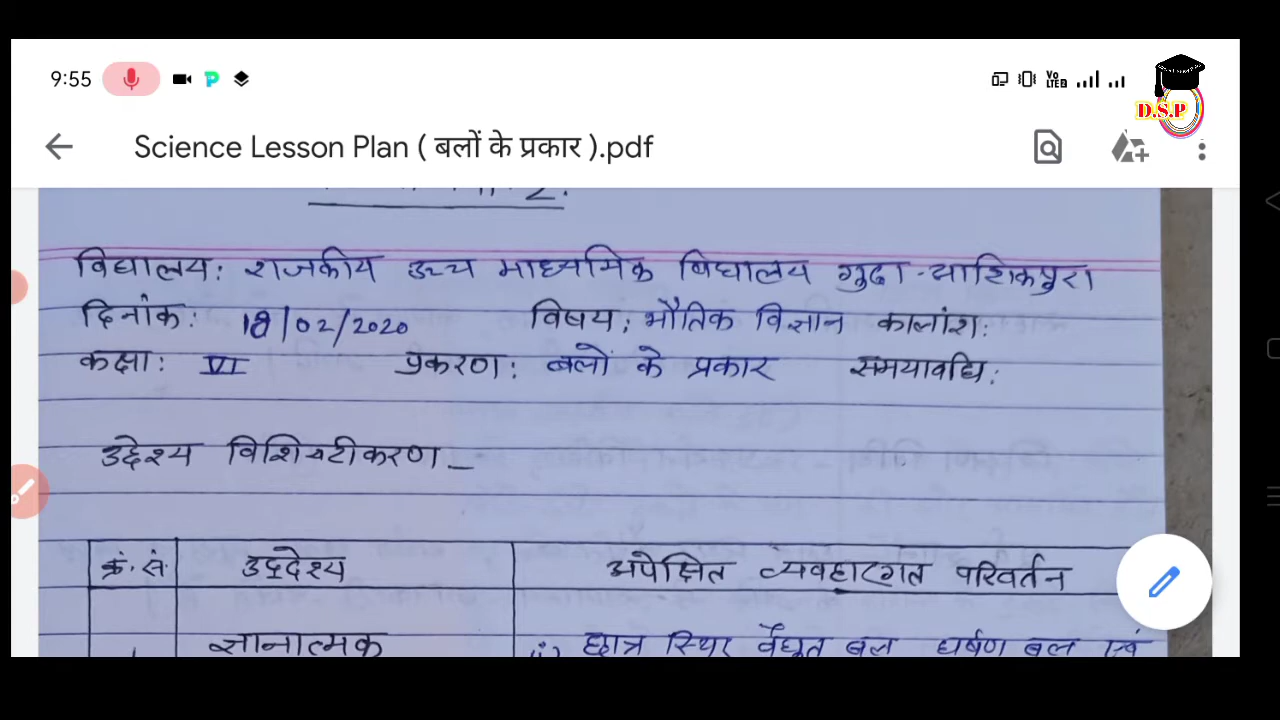 9:55
D.S.P
Science Lesson Plan ( बलों के प्रकार ).pdf
विद्यालय: राजकीय उच्च माध्यमिक विद्यालय गुढा
दिनांक: 18/02/2020 विषय: भौतिक विज्ञान कालांश:
कक्षा: VI प्रकरण: बलों के प्रकार समयावधि:
उद्देश्य विशिष्टीकरण _
क्रं.सं. उद्देश्य अपेक्षित व्यवहारगत परिवर्तन
ज्ञानात्मक छात्र स्थिर वैद्युत बल घर्षण बल एवं